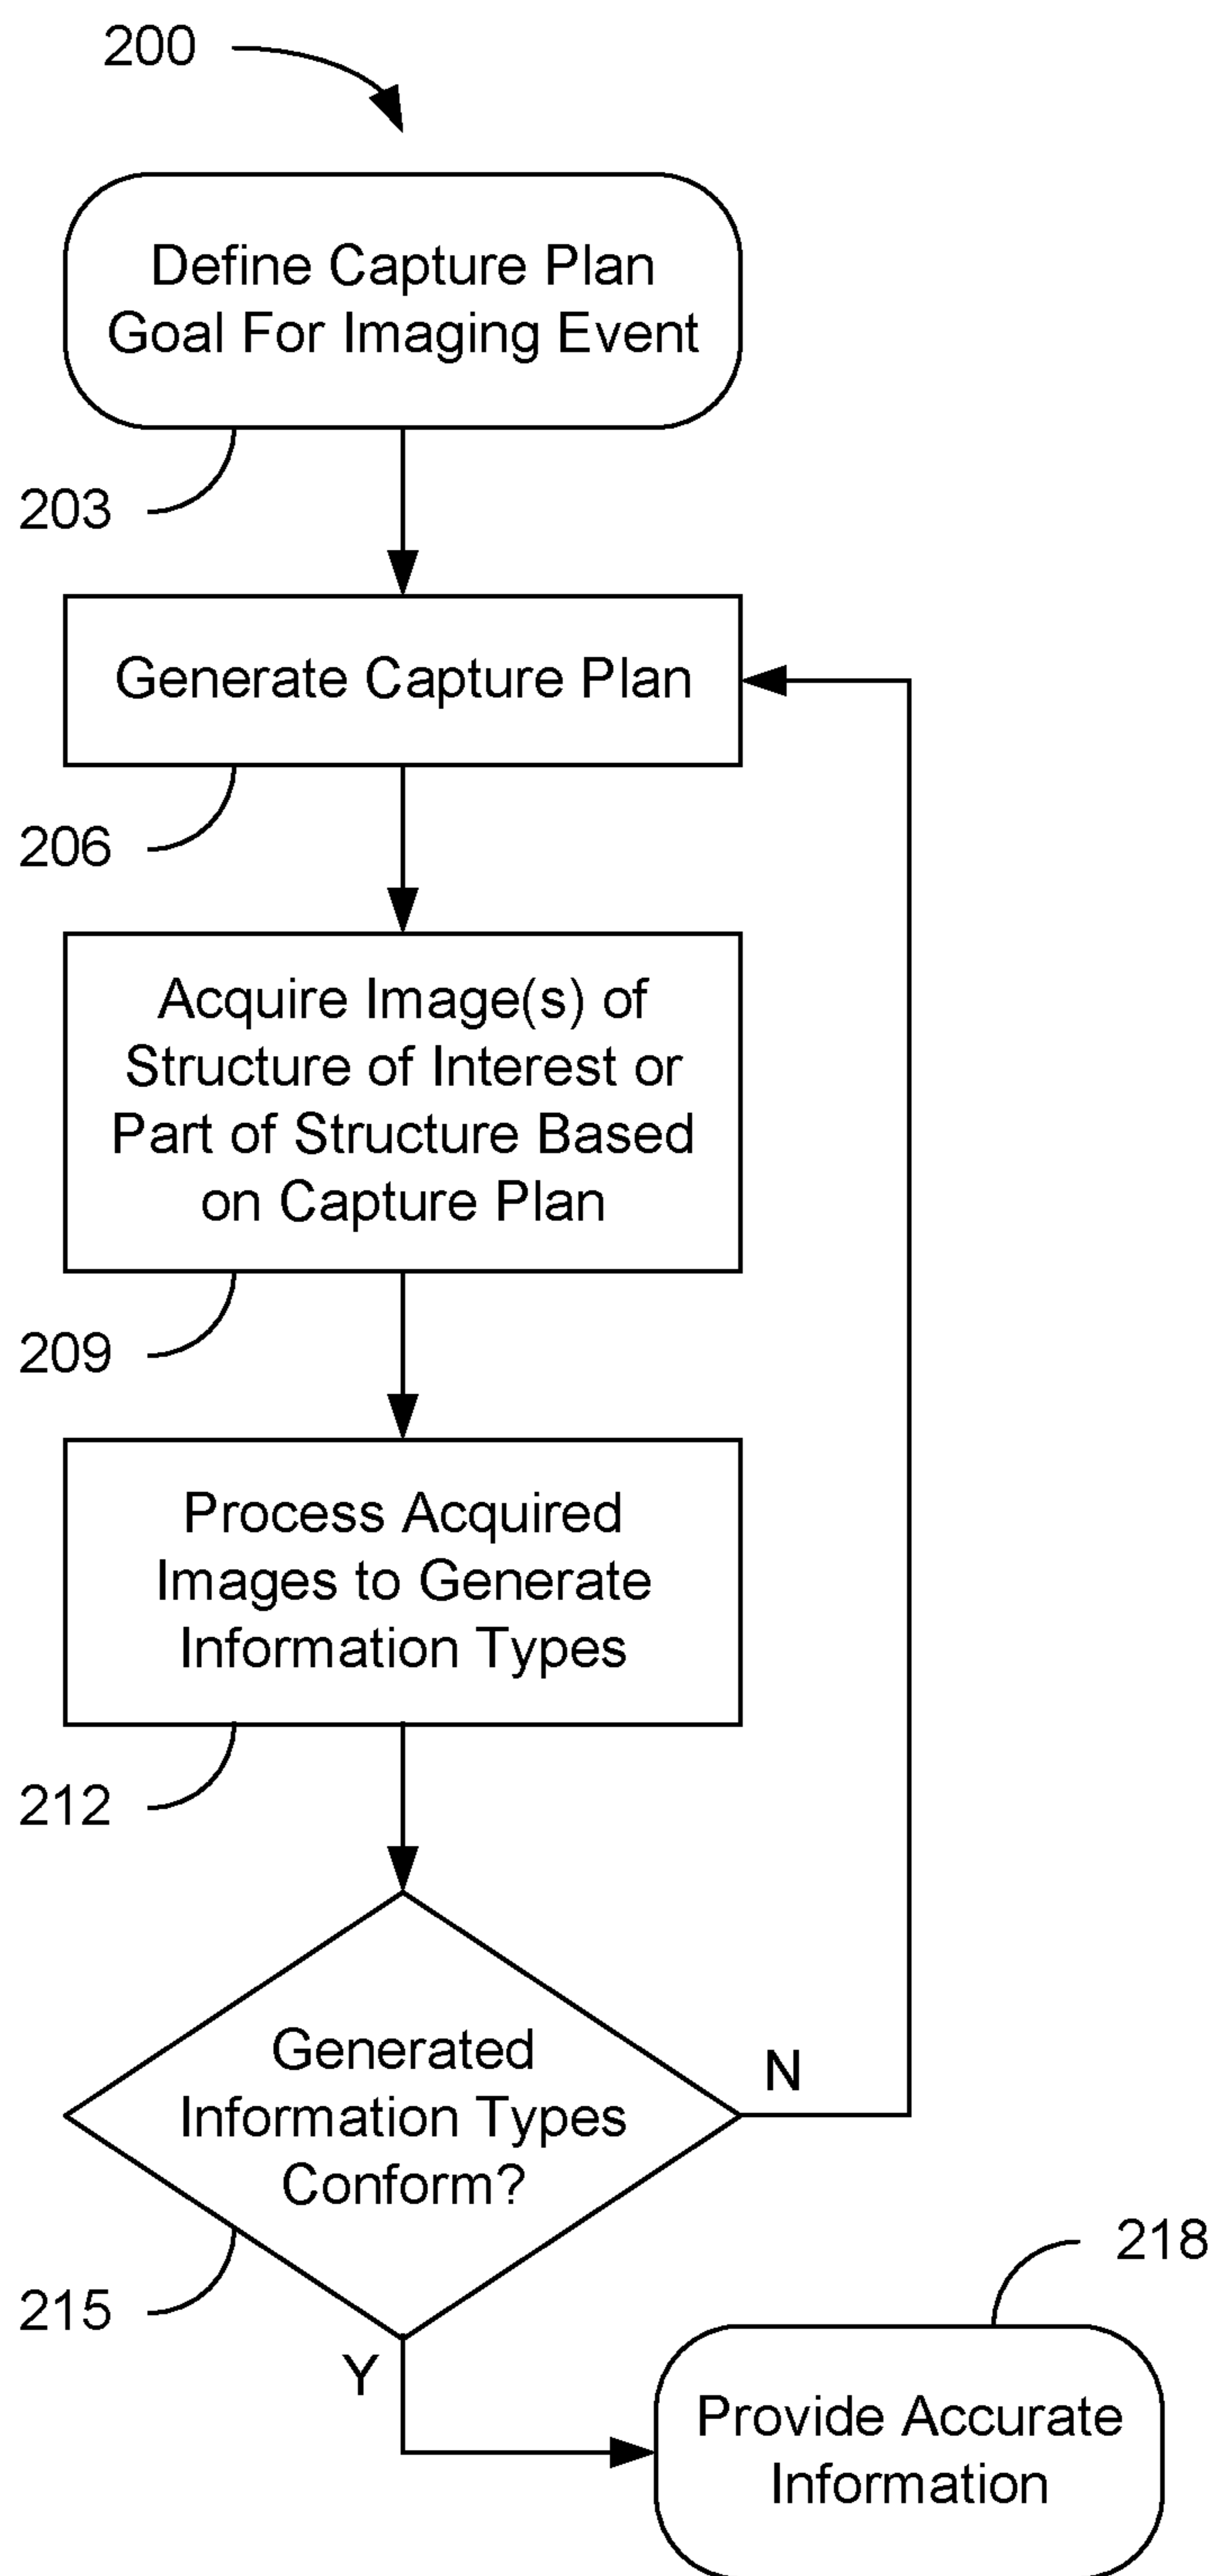 200
Define Capture Plan
Goal For Imaging Event
203
Generate Capture Plan
206
Acquire Image(s) of
Structure of Interest or
Part of Structure Based
on Capture Plan
209
Process Acquired
Images to Generate
Information Types
212
Generated
Information Types
Conform?
N
215
Y
218
Provide Accurate
Information